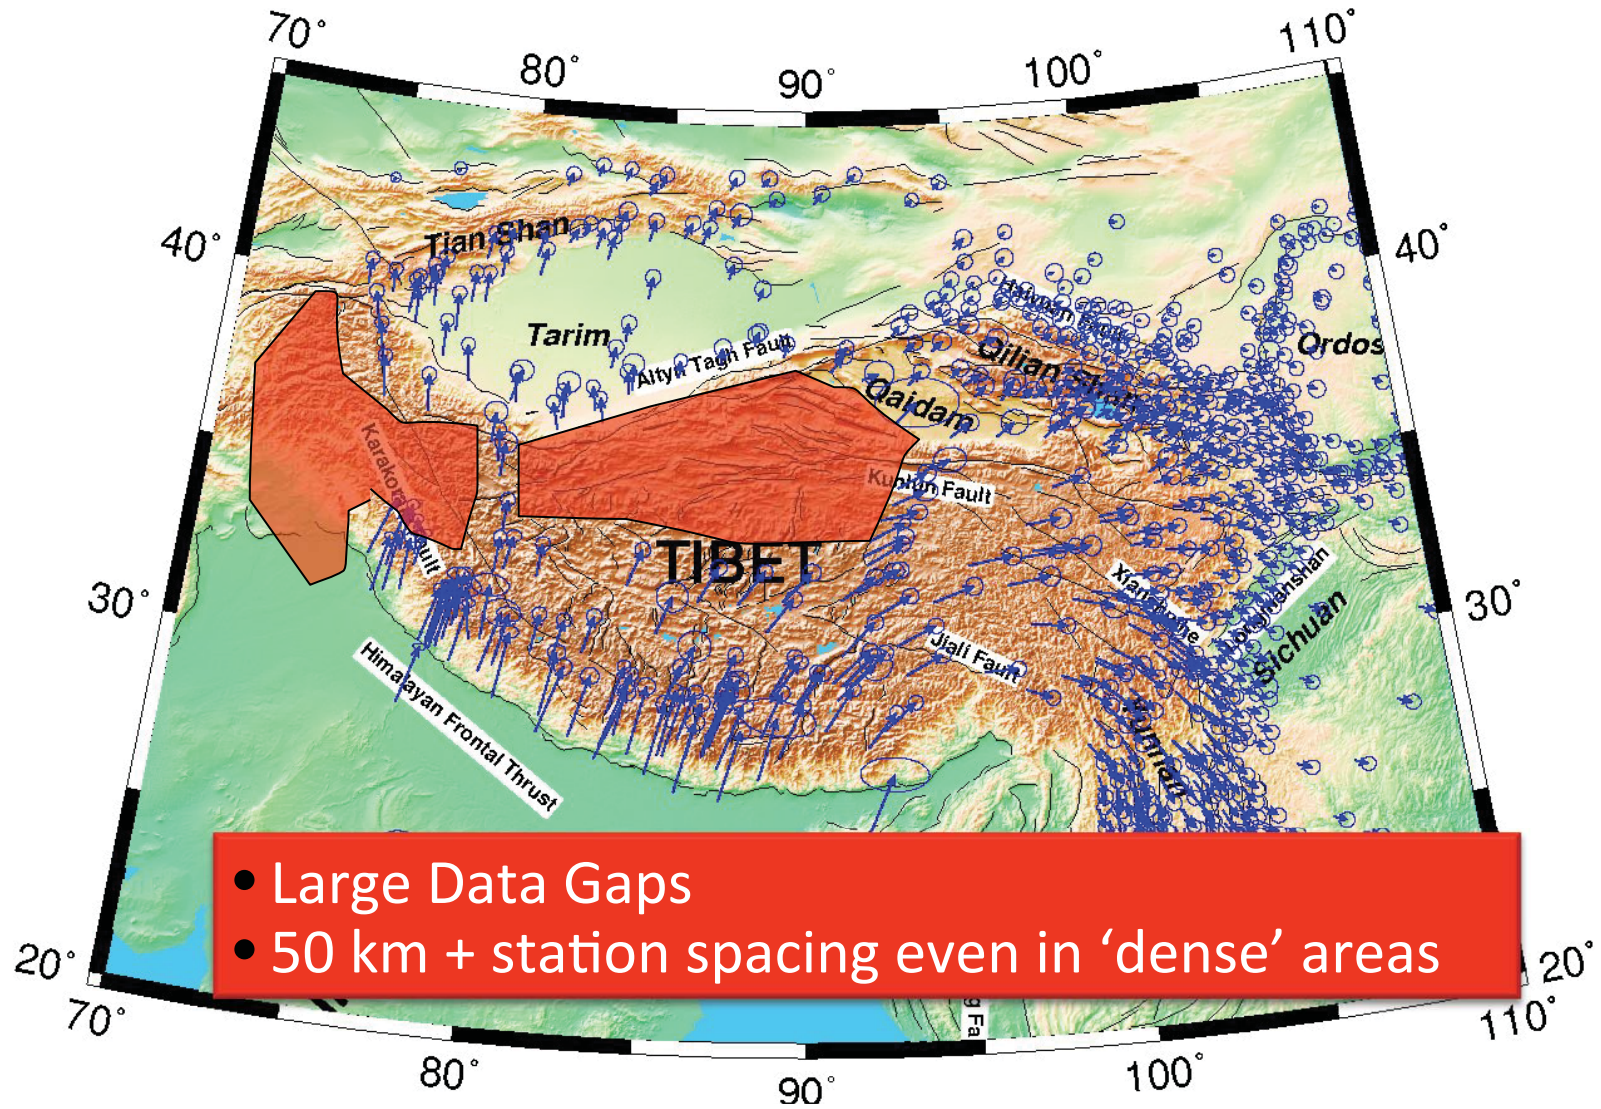 70°
80°
90°
100°
110°
40°
40°
Tian Shan
Tarim
Altyn Tagh Fault
Haiyuan Fault
Qilian Shan
Ordos
Qaidam
Kunlun Fault
TIBET
30°
30°
Jiali Fault
Sichuan
Yunnan
Himalayan Frontal Thrust
• Large Data Gaps
• 50 km + station spacing even in ‘dense’ areas
20°
20°
70°
80°
90°
100°
110°